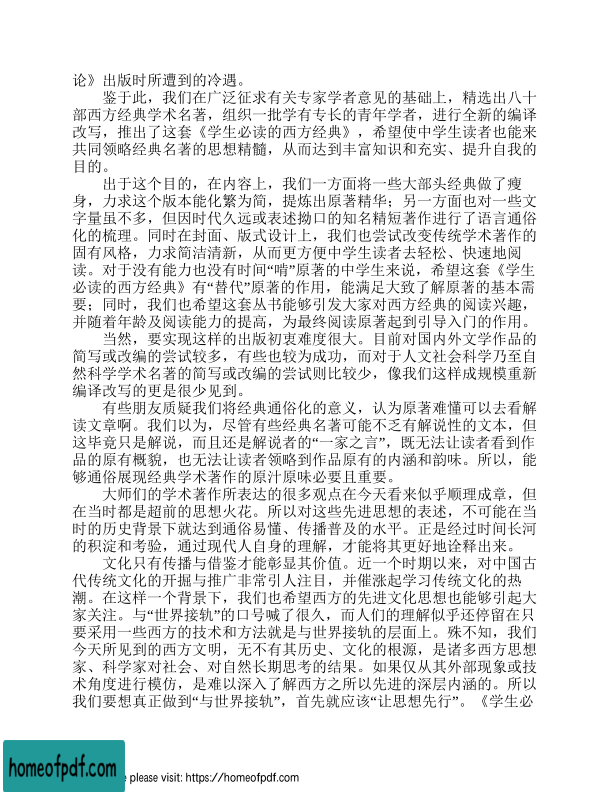 论》出版时所遭到的冷遇。
鉴于此，我们在广泛征求有关专家学者意见的基础上，精选出八十
部西方经典学术名著，组织一批学有专长的青年学者，进行全新的编译
改写，推出了这套《学生必读的西方经典》，希望使中学生读者也能来
共同领略经典名著的思想精髓，从而达到丰富知识和充实、提升自我的
目的。
出于这个目的，在内容上，我们一方面将一些大部头经典做了瘦
身，力求这个版本能化繁为简，提炼出原著精华；另一方面也对一些文
字量虽不多，但因时代久远或表述拗口的知名精短著作进行了语言通俗
化的梳理。同时在封面、版式设计上，我们也尝试改变传统学术著作的
固有风格，力求简洁清新，从而更方便中学生读者去轻松、快速地阅
读。对于没有能力也没有时间“啃”原著的中学生来说，希望这套《学生
必读的西方经典》有“替代”原著的作用，能满足大致了解原著的基本需
要；同时，我们也希望这套丛书能够引发大家对西方经典的阅读兴趣，
并随着年龄及阅读能力的提高，为最终阅读原著起到引导入门的作用。
当然，要实现这样的出版初衷难度很大。目前对国内外文学作品的
简写或改编的尝试较多，有些也较为成功，而对于人文社会科学乃至自
然科学学术名著的简写或改编的尝试则比较少，像我们这样成规模重新
编译改写的更是很少见到。
有些朋友质疑我们将经典通俗化的意义，认为原著难懂可以去看解
读文章啊。我们以为，尽管有些经典名著可能不乏有解说性的文本，但
这毕竟只是解说，而且还是解说者的“一家之言”，既无法让读者看到作
品的原有概貌，也无法让读者领略到作品原有的内涵和韵味。所以，能
够通俗展现经典学术著作的原汁原味必要且重要。
大师们的学术著作所表达的很多观点在今天看来似乎顺理成章，但
在当时都是超前的思想火花。所以对这些先进思想的表述，不可能在当
时的历史背景下就达到通俗易懂、传播普及的水平。正是经过时间长河
的积淀和考验，通过现代人自身的理解，才能将其更好地诠释出来。
文化只有传播与借鉴才能彰显其价值。近一个时期以来，对中国古
代传统文化的开掘与推广非常引人注目，并催涨起学习传统文化的热
潮。在这样一个背景下，我们也希望西方的先进文化思想也能够引起大
家关注。与“世界接轨”的口号喊了很久，而人们的理解似乎还停留在只
要采用一些西方的技术和方法就是与世界接轨的层面上。殊不知，我们
今天所见到的西方文明，无不有其历史、文化的根源，是诸多西方思想
家、科学家对社会、对自然长期思考的结果。如果仅从其外部现象或技
术角度进行模仿，是难以深入了解西方之所以先进的深层内涵的。所以
我们要想真正做到“与世界接轨”，首先就应该“让思想先行”。《学生必
homeofpdf.com
e please visit: https://homeofpdf.com